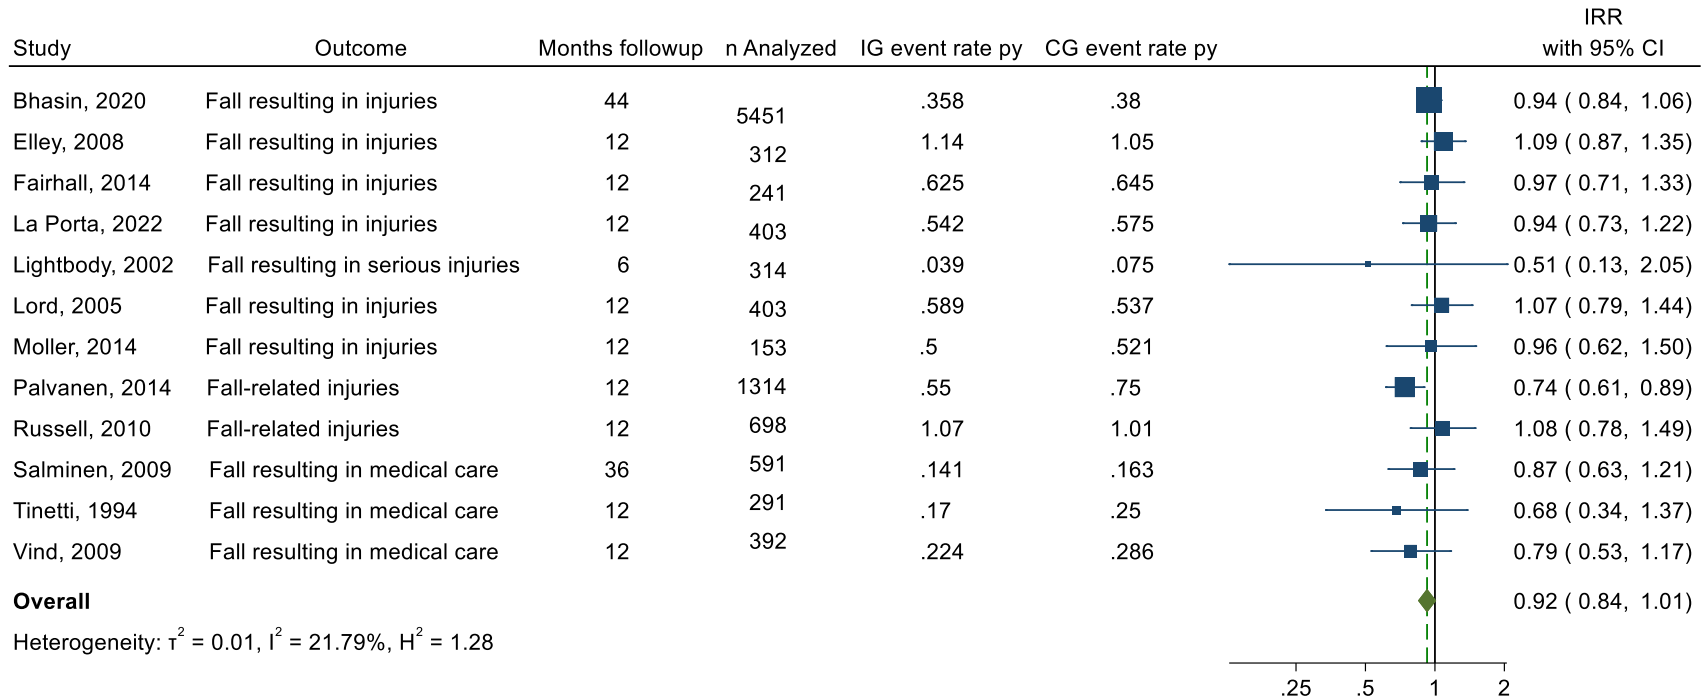 IRR
Study Outcome Months followup n Analyzed IG event rate py CG event rate py with 95% CI
Bhasin, 2020 Fall resulting in injuries 44 5451 .358 .38 0.94 ( 0.84, 1.06)
Elley, 2008 Fall resulting in injuries 12 312 1.14 1.05 1.09 ( 0.87, 1.35)
Fairhall, 2014 Fall resulting in injuries 12 241 .625 .645 0.97 ( 0.71, 1.33)
La Porta, 2022 Fall resulting in injuries 12 403 .542 .575 0.94 ( 0.73, 1.22)
Lightbody, 2002 Fall resulting in serious injuries 6 314 .039 .075 0.51 ( 0.13, 2.05)
Lord, 2005 Fall resulting in injuries 12 403 .589 .537 1.07 ( 0.79, 1.44)
Moller, 2014 Fall resulting in injuries 12 153 .5 .521 0.96 ( 0.62, 1.50)
Palvanen, 2014 Fall-related injuries 12 1314 .55 .75 0.74 ( 0.61, 0.89)
Russell, 2010 Fall-related injuries 12 698 1.07 1.01 1.08 ( 0.78, 1.49)
Salminen, 2009 Fall resulting in medical care 36 591 .141 .163 0.87 ( 0.63, 1.21)
Tinetti, 1994 Fall resulting in medical care 12 291 .17 .25 0.68 ( 0.34, 1.37)
Vind, 2009 Fall resulting in medical care 12 392 .224 .286 0.79 ( 0.53, 1.17)
Overall 0.92 ( 0.84, 1.01)
Heterogeneity: τ² = 0.01, I² = 21.79%, H² = 1.28
.25 .5 1 2